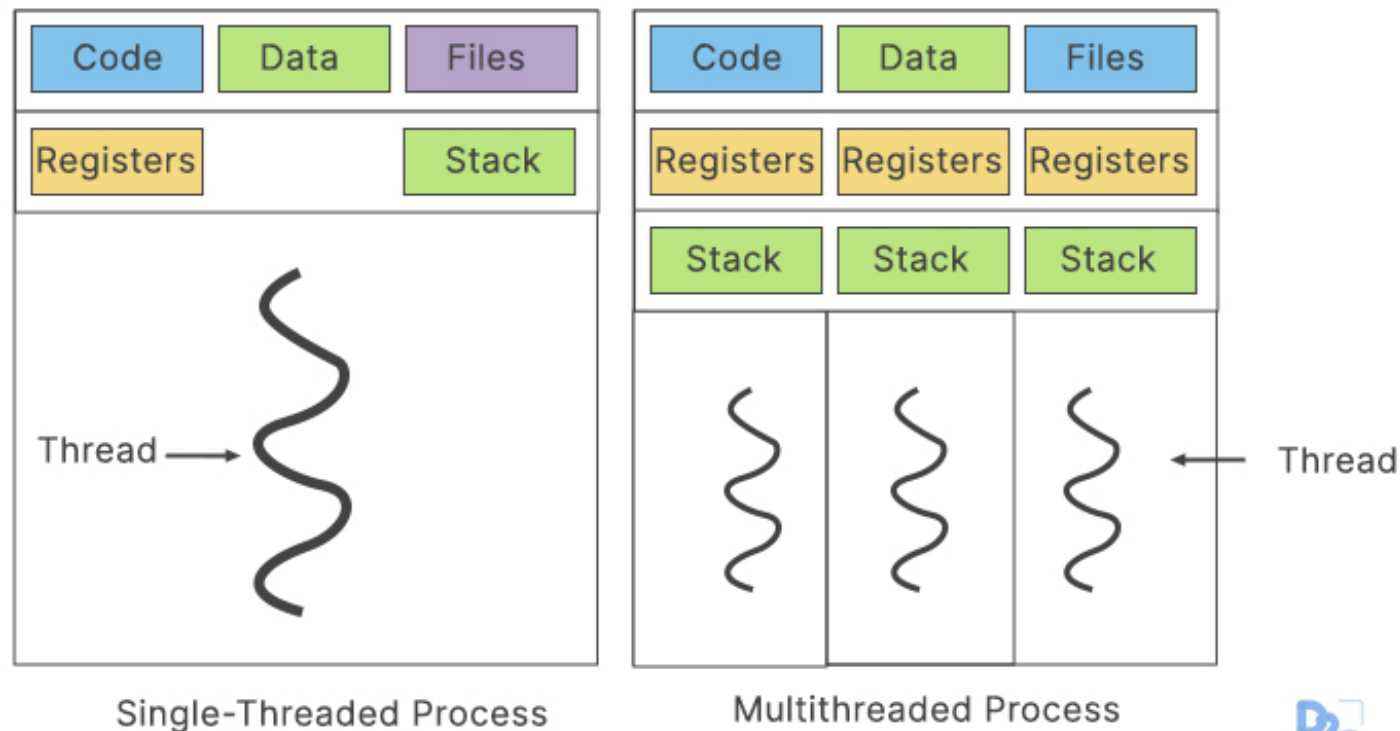 Code Data Files
Registers Stack
Thread
Single-Threaded Process
Code Data Files
Registers Registers Registers
Stack Stack Stack
Thread
Multithreaded Process